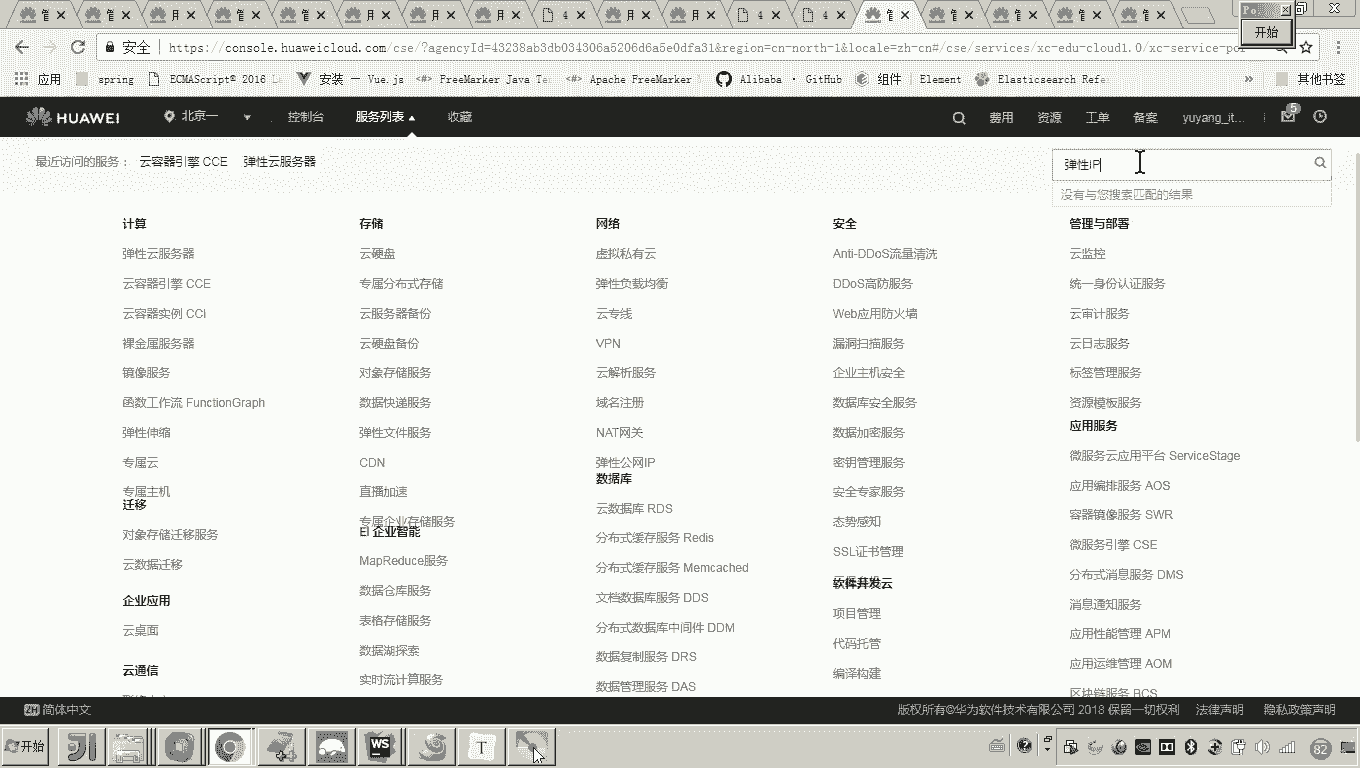 开始
安全 https://console.huaweicloud.com/cse/?agencyId=43238ab3db034306a5206d6a5e0dfa31&region=cn-north-1&locale=zh-cn#/cse/services/xc-edu-cloud1.0/xc-service-po
应用 spring ECMAScript® 2016 安装 — Vue.js FreeMarker Java Te Apache FreeMarker Alibaba · GitHub 组件 | Element Elasticsearch Refe » 其他书签
HUAWEI 北京一 控制台 服务列表 收藏 费用 资源 工单 备案 yuyang_it... 5
最近访问的服务： 云容器引擎 CCE 弹性云服务器 弹性IP
没有与您搜索匹配的结果
计算
弹性云服务器
云容器引擎 CCE
云容器实例 CCI
裸金属服务器
镜像服务
函数工作流 FunctionGraph
弹性伸缩
专属云
专属主机
迁移
对象存储迁移服务
云数据迁移
企业应用
云桌面
云通信
存储
云硬盘
专属分布式存储
云服务器备份
云硬盘备份
对象存储服务
数据快递服务
弹性文件服务
CDN
直播加速
专属企业存储服务
EI 企业智能
MapReduce服务
数据仓库服务
表格存储服务
数据湖探索
实时流计算服务
网络
虚拟私有云
弹性负载均衡
云专线
VPN
云解析服务
域名注册
NAT网关
弹性公网IP
数据库
云数据库 RDS
分布式缓存服务 Redis
分布式缓存服务 Memcached
文档数据库服务 DDS
分布式数据库中间件 DDM
数据复制服务 DRS
数据管理服务 DAS
安全
Anti-DDoS流量清洗
DDoS高防服务
Web应用防火墙
漏洞扫描服务
企业主机安全
数据库安全服务
数据加密服务
密钥管理服务
安全专家服务
态势感知
SSL证书管理
软件开发云
项目管理
代码托管
编译构建
管理与部署
云监控
统一身份认证服务
云审计服务
云日志服务
标签管理服务
资源模板服务
应用服务
微服务云应用平台 ServiceStage
应用编排服务 AOS
容器镜像服务 SWR
微服务引擎 CSE
分布式消息服务 DMS
消息通知服务
应用性能管理 APM
应用运维管理 AOM
区块链服务 BCS
简体中文 版权所有©华为软件技术有限公司 2018 保留一切权利 法律声明 隐私政策声明
开始 WS T 82